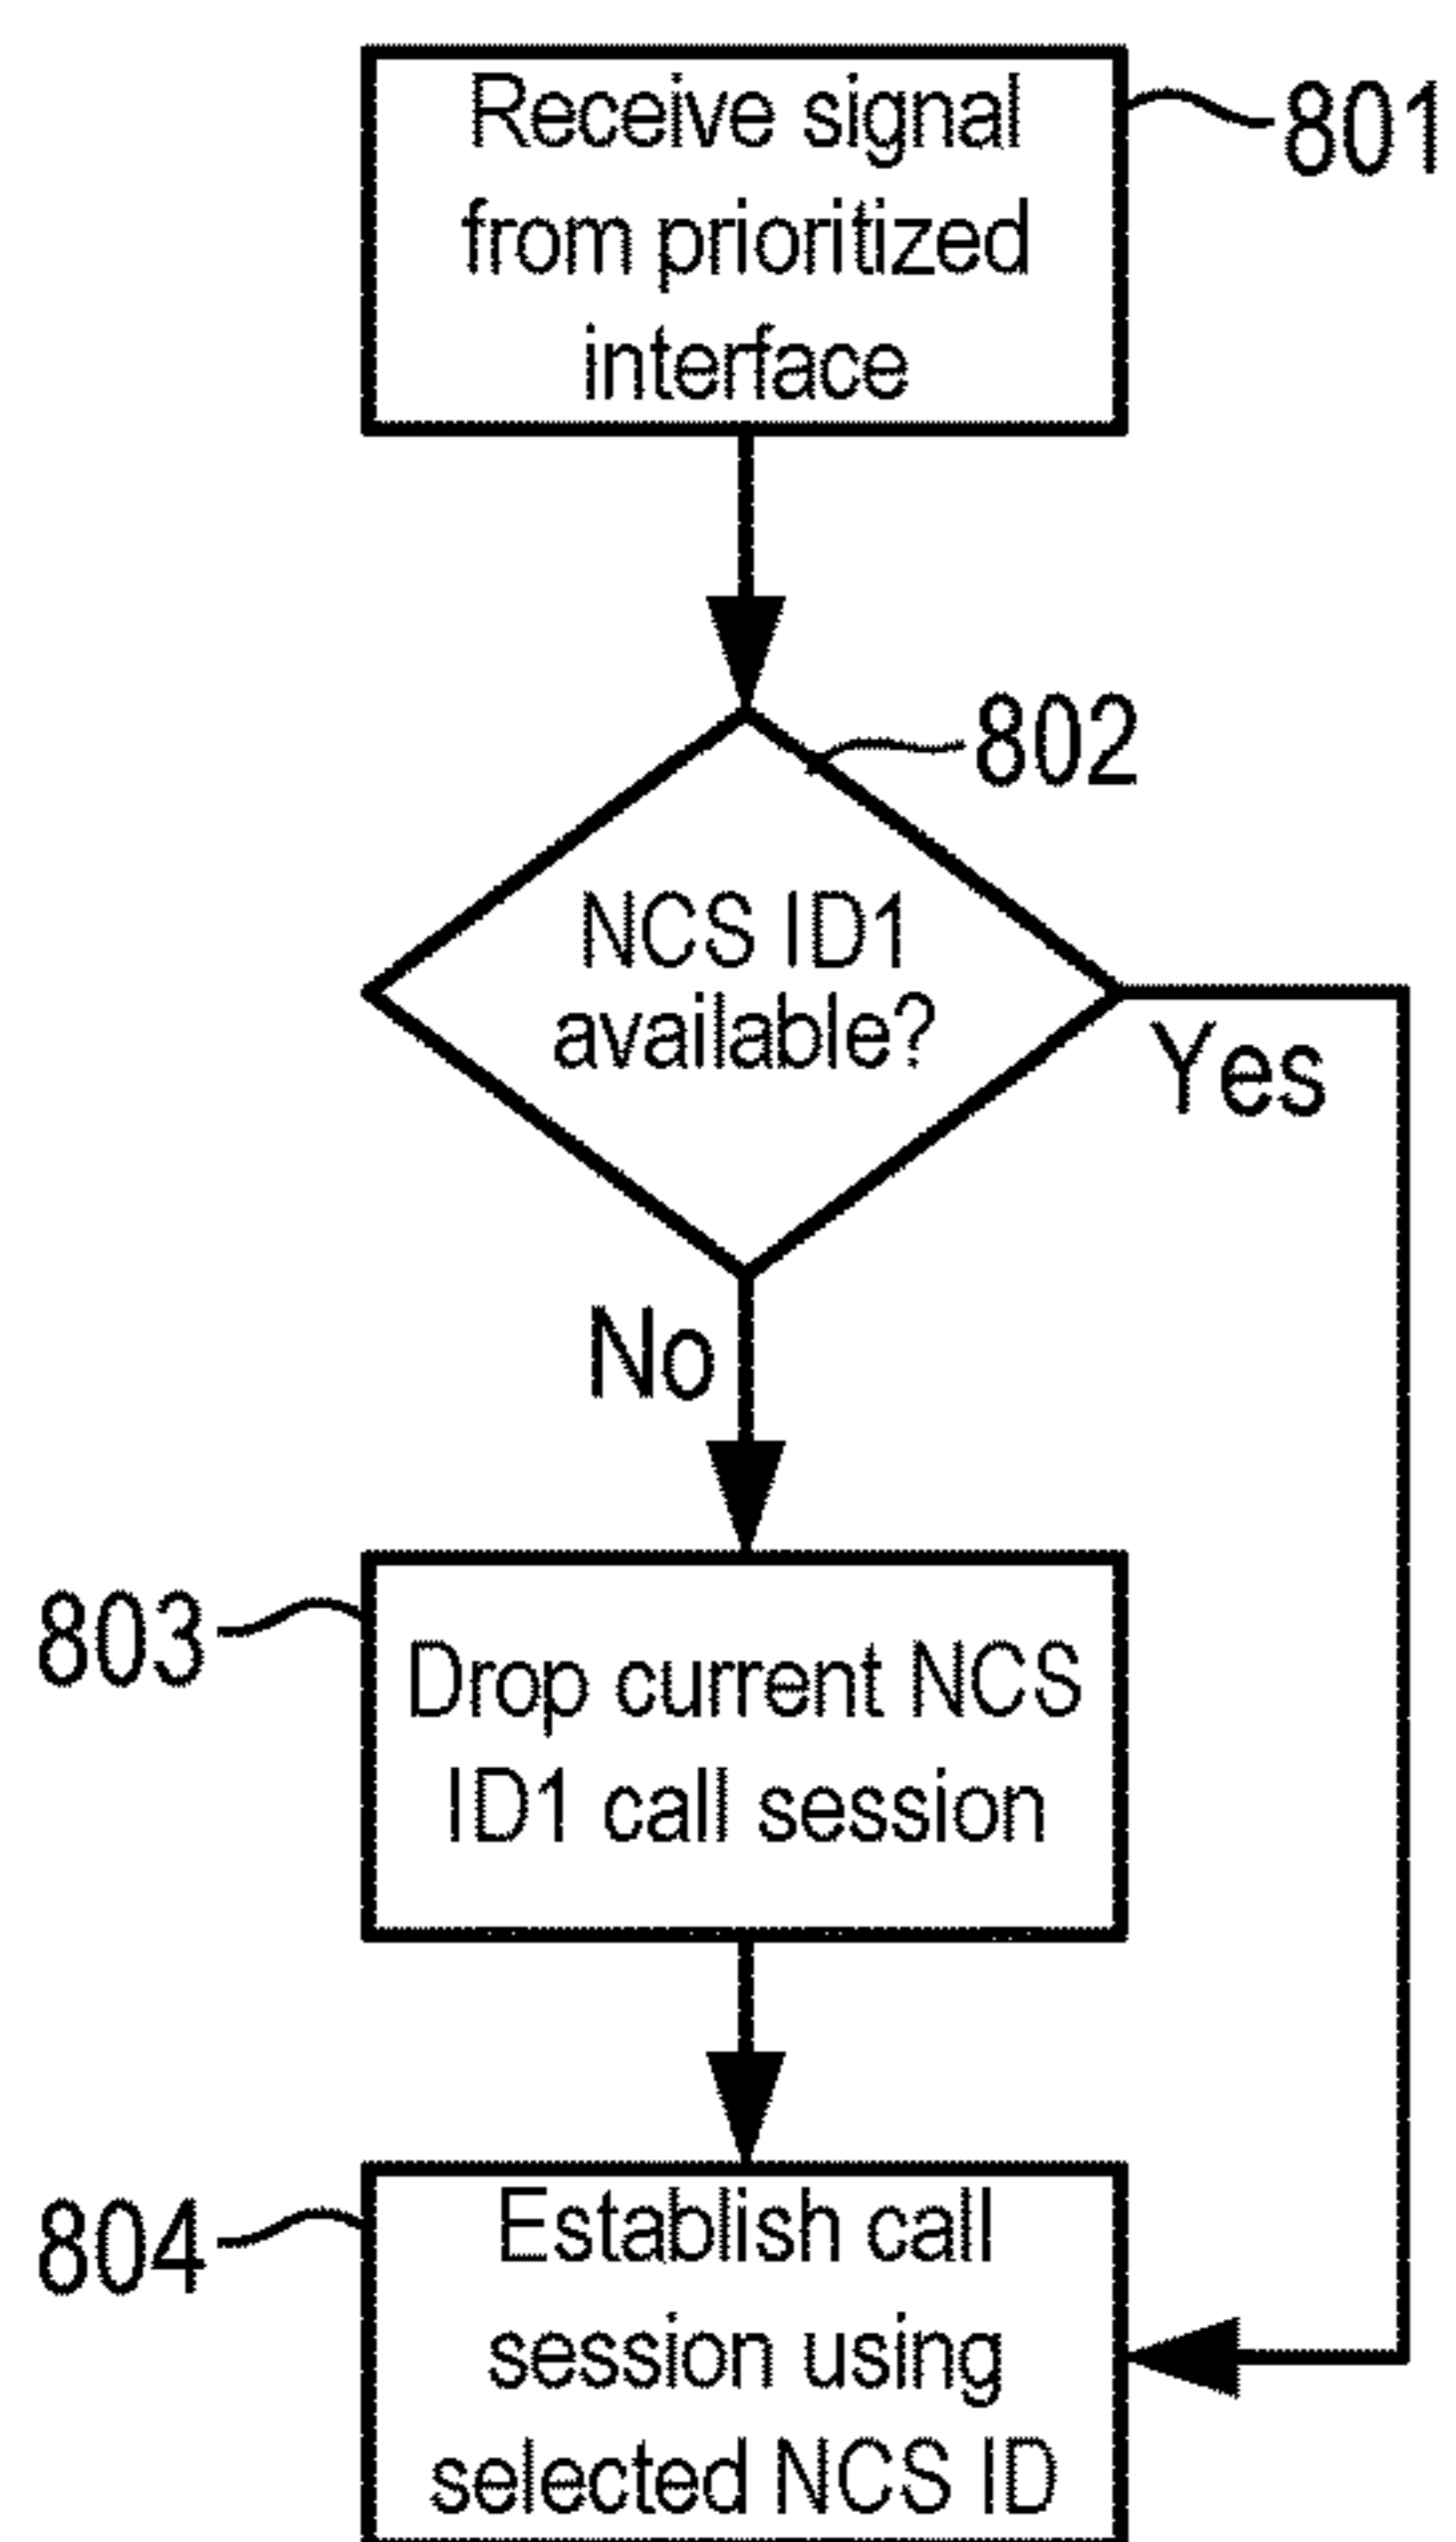 Receive signal
from prioritized
interface
801
802
NCS ID1
available?
Yes
No
803
Drop current NCS
ID1 call session
804
Establish call
session using
selected NCS ID